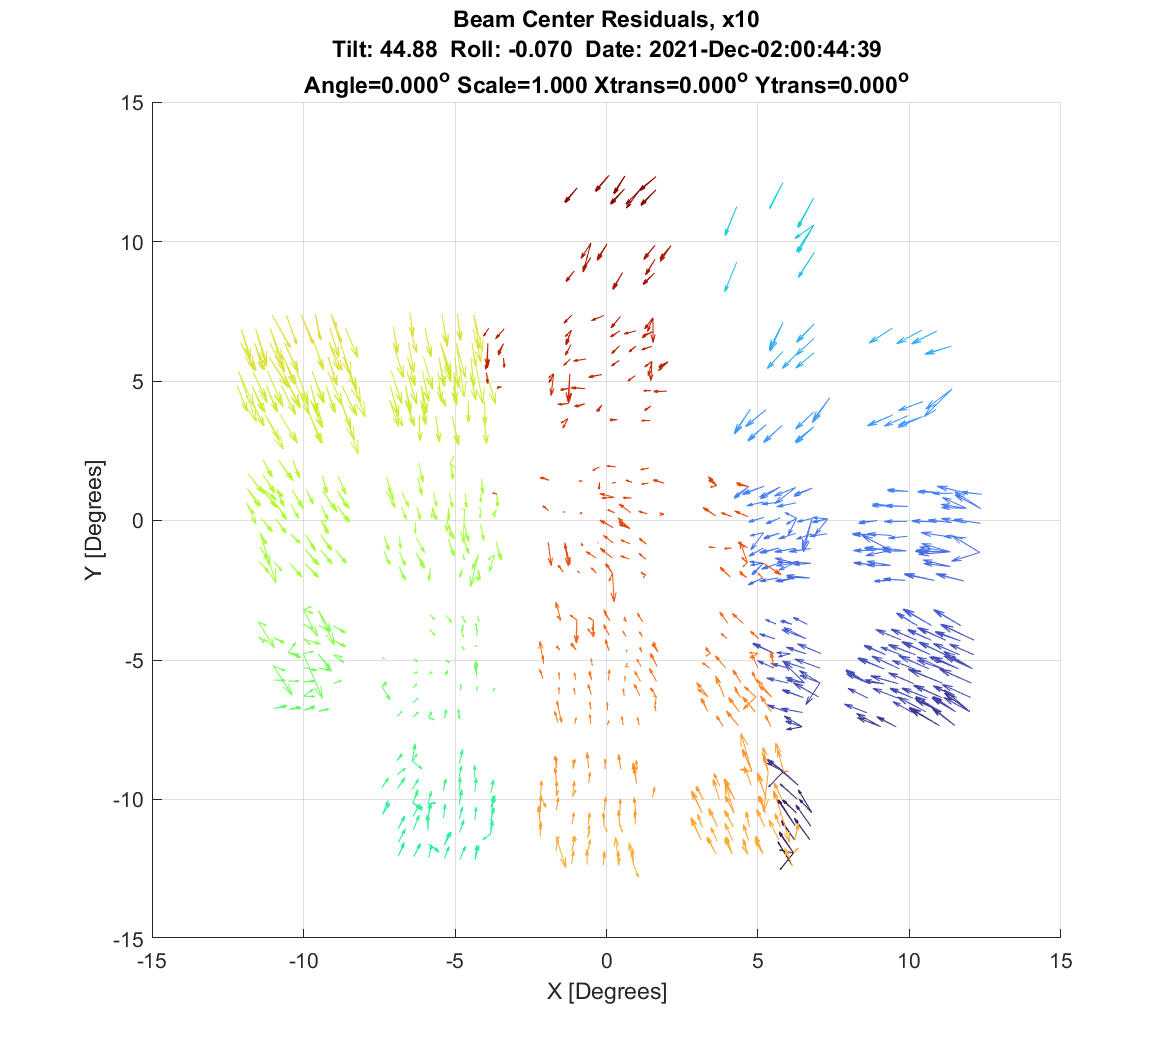 Beam Center Residuals, x10
Tilt: 44.88 Roll: -0.070 Date: 2021-Dec-02:00:44:39
Angle=0.000° Scale=1.000 Xtrans=0.000° Ytrans=0.000°
15
10
5
0
-5
-10
-15
Y [Degrees]
-15 -10 -5 0 5 10 15
X [Degrees]